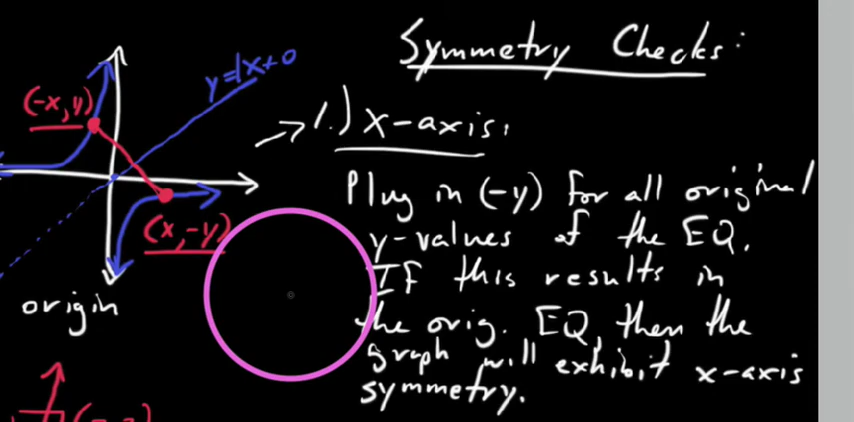 Symmetry Checks:
y=1x+0
(-x,y)
1.) x-axis:
Plug in (-y) for all original
y-values of the EQ.
(x,-y)
IF this results in
origin
the orig. EQ, then the
graph will exhibit x-axis
symmetry.